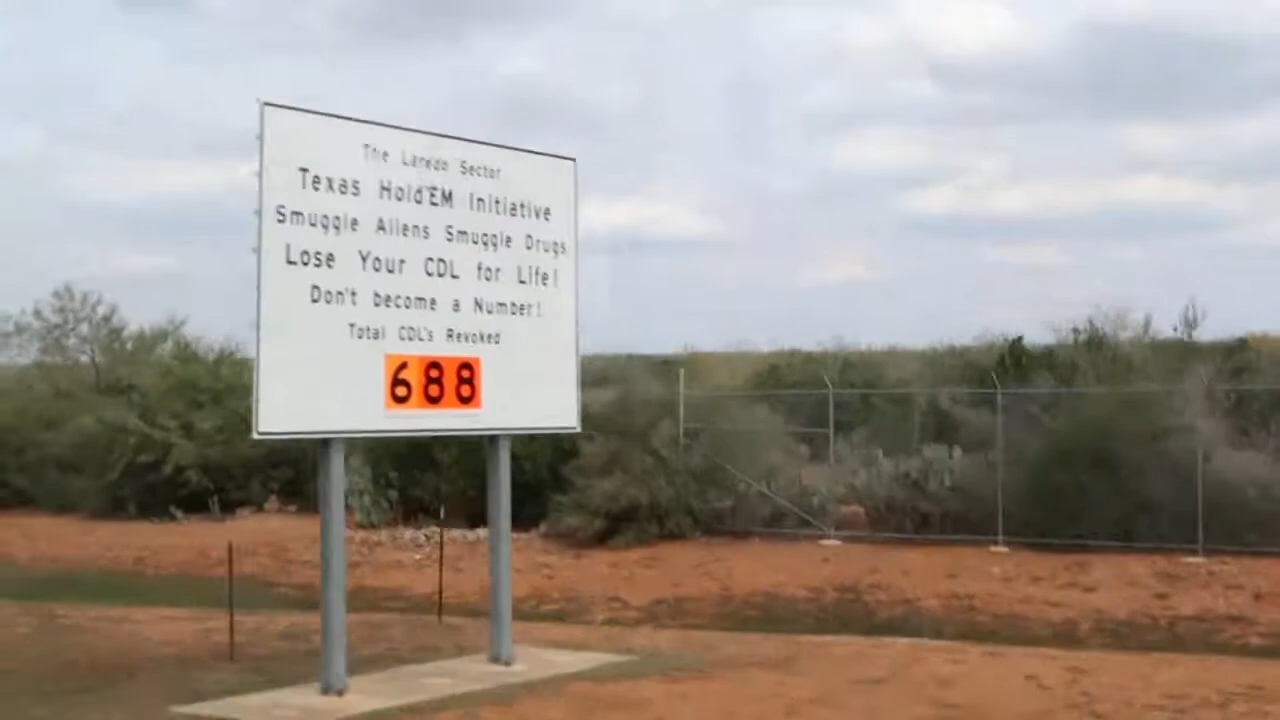 The Laredo Sector
Texas Hold'EM Initiative
Smuggle Aliens Smuggle Drugs
Lose Your CDL for Life!
Don't become a Number!
Total CDL's Revoked
688